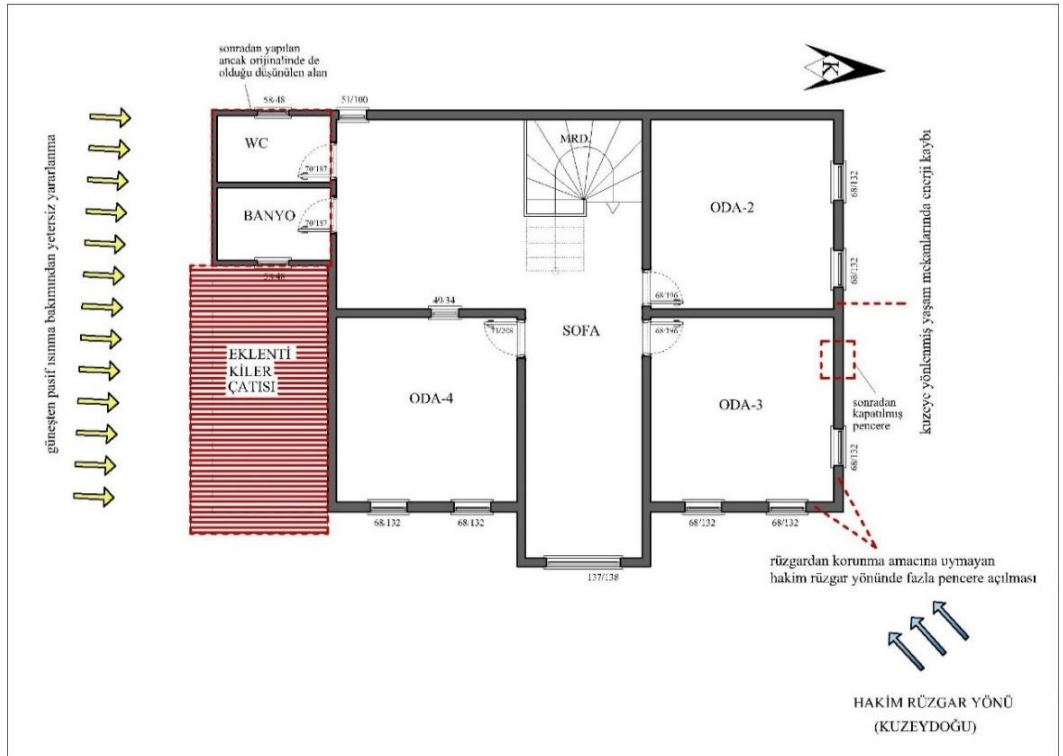 sonradan yapılan
ancak orijinalinde de
olduğu düşünülen alan
K
58/48
51/100
WC
70/187
MRD.
BANYO
70/187
58/48
ODA-2
68/132
68/132
68/196
güneşten pasif ısınma bakımından yetersiz yararlanma
kuzeye yönlenmiş yaşam mekanlarında enerji kaybı
49/34
71/208
SOFA
68/196
EKLENTİ
KİLER
ÇATISI
ODA-4
ODA-3
sonradan
kapatılmış
pencere
68/132
68/132
68/132
68/132
68/132
137/138
rüzgardan korunma amacına uymayan
hakim rüzgar yönünde fazla pencere açılması
HAKİM RÜZGAR YÖNÜ
(KUZEYDOĞU)